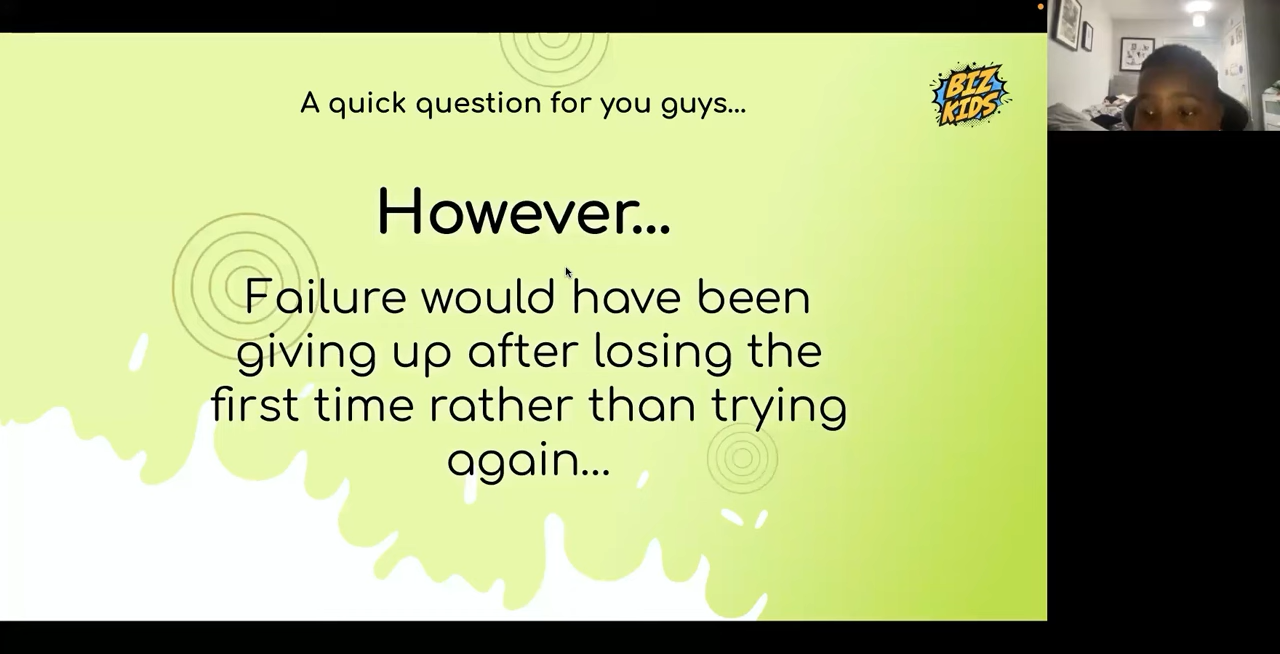 A quick question for you guys...
BIZ
KIDS
However...
Failure would have been
giving up after losing the
first time rather than trying
again...